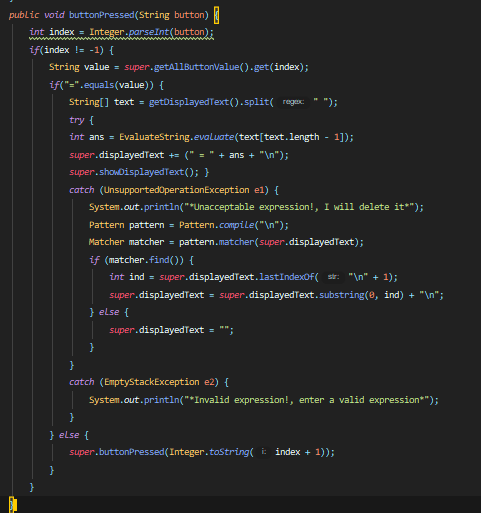 public void buttonPressed(String button) {
int index = Integer.parseInt(button);
if(index != -1) {
String value = super.getAllButtonValue().get(index);
if("=".equals(value)) {
String[] text = getDisplayedText().split( regex: " ");
try {
int ans = EvaluateString.evaluate(text[text.length - 1]);
super.displayedText += (" = " + ans + "\n");
super.showDisplayedText(); }
catch (UnsupportedOperationException e1) {
System.out.println("*Unacceptable expression!, I will delete it*");
Pattern pattern = Pattern.compile("\n");
Matcher matcher = pattern.matcher(super.displayedText);
if (matcher.find()) {
int ind = super.displayedText.lastIndexOf( str: "\n" + 1);
super.displayedText = super.displayedText.substring(0, ind) + "\n";
} else {
super.displayedText = "";
}
}
catch (EmptyStackException e2) {
System.out.println("*Invalid expression!, enter a valid expression*");
}
} else {
super.buttonPressed(Integer.toString( i: index + 1));
}
}
}